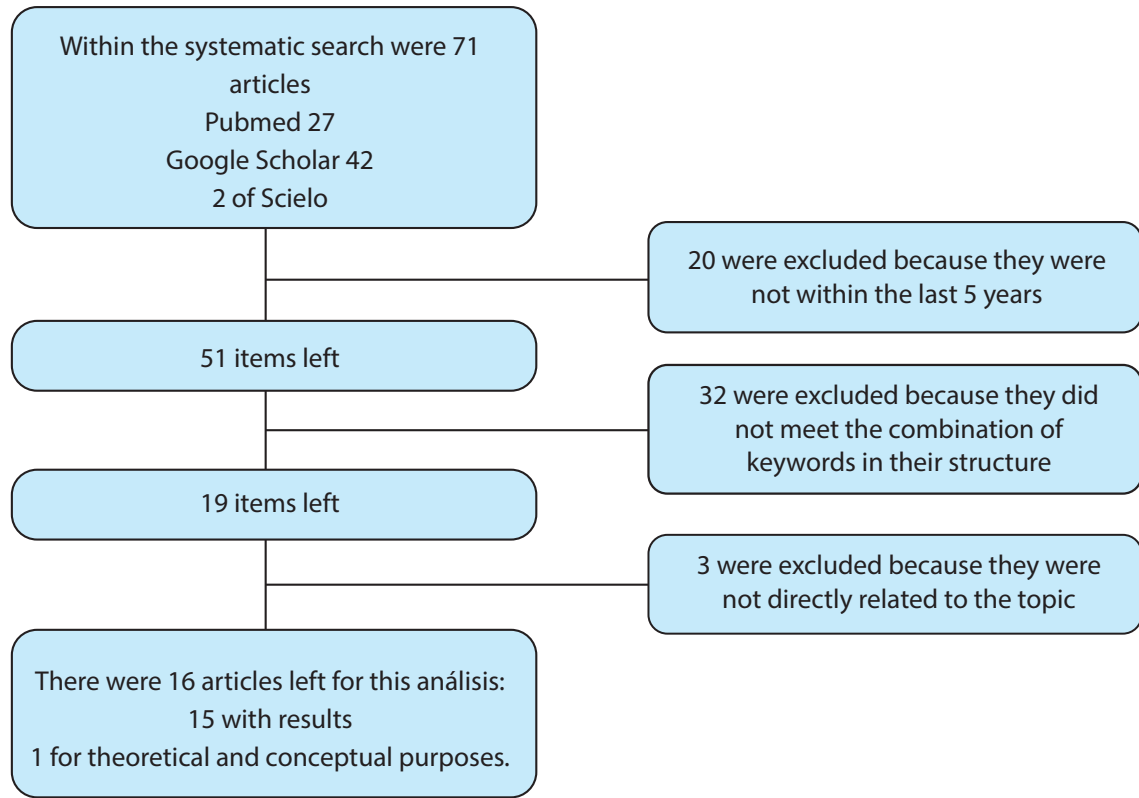 Within the systematic search were 71
articles
Pubmed 27
Google Scholar 42
2 of Scielo
20 were excluded because they were
not within the last 5 years
51 items left
32 were excluded because they did
not meet the combination of
keywords in their structure
19 items left
3 were excluded because they were
not directly related to the topic
There were 16 articles left for this análisis:
15 with results
1 for theoretical and conceptual purposes.